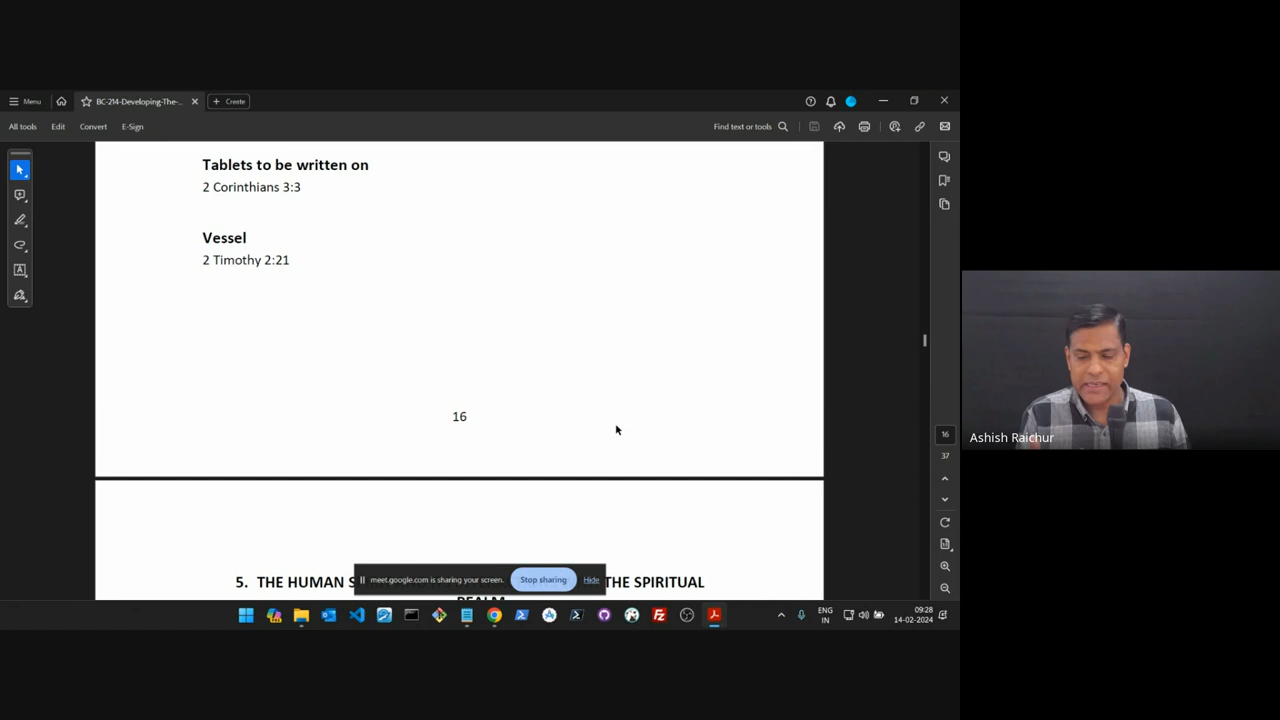 Menu
BC-214-Developing-The-...
Create
All tools
Edit
Convert
E-Sign
Find text or tools
Tablets to be written on
2 Corinthians 3:3
Vessel
2 Timothy 2:21
16
16
37
Ashish Raichur
5. THE HUMAN S
THE SPIRITUAL
REALM
meet.google.com is sharing your screen.
Stop sharing
Hide
ENG
IN
09:28
14-02-2024